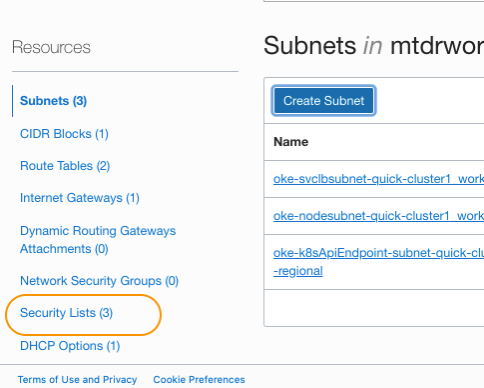 Resources
Subnets (3)
CIDR Blocks (1)
Route Tables (2)
Internet Gateways (1)
Dynamic Routing Gateways
Attachments (0)
Network Security Groups (0)
Security Lists (3)
DHCP Options (1)
Subnets in mtdrwor
Create Subnet
Name
oke-svclbsubnet-quick-cluster1_work
oke-nodesubnet-quick-cluster1_work
oke-k8sApiEndpoint-subnet-quick-clu
-regional
Terms of Use and Privacy
Cookie Preferences